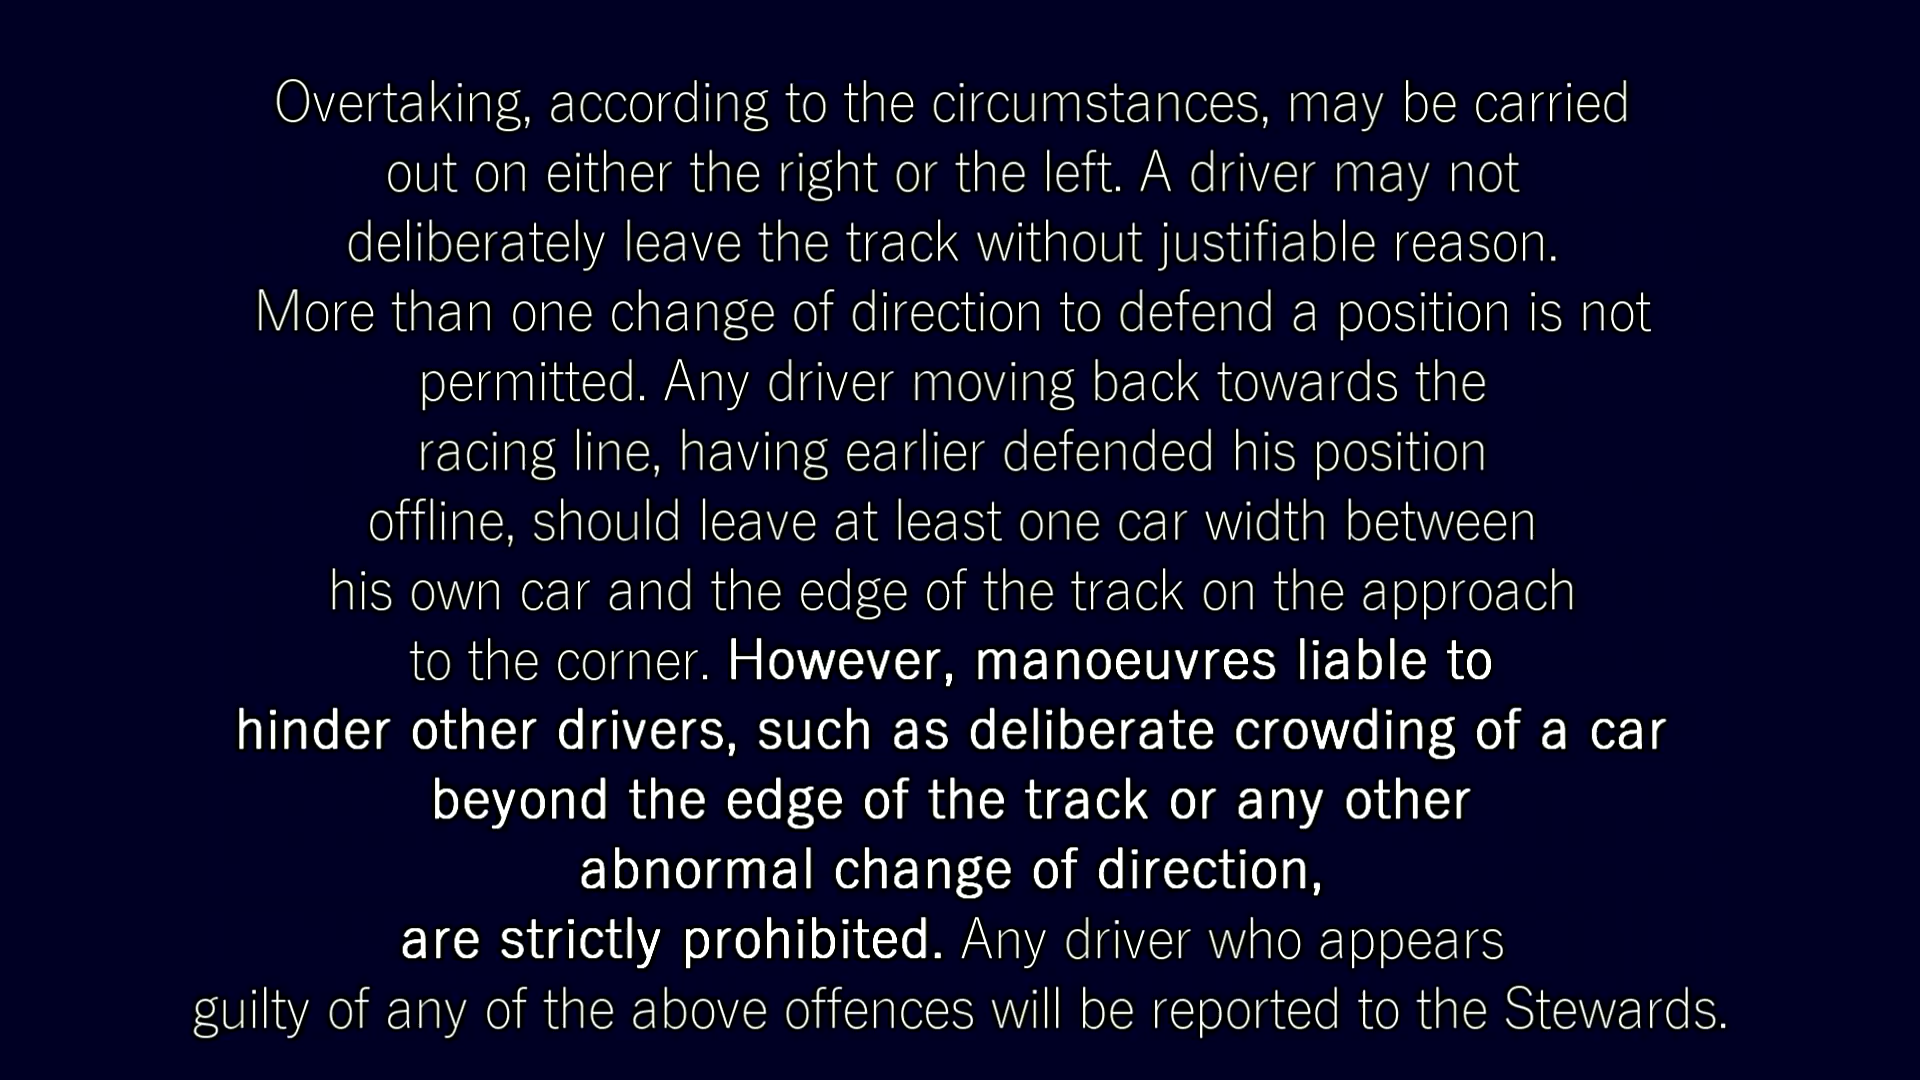 Overtaking, according to the circumstances, may be carried
out on either the right or the left. A driver may not
deliberately leave the track without justifiable reason.
More than one change of direction to defend a position is not
permitted. Any driver moving back towards the
racing line, having earlier defended his position
offline, should leave at least one car width between
his own car and the edge of the track on the approach
to the corner. However, manoeuvres liable to
hinder other drivers, such as deliberate crowding of a car
beyond the edge of the track or any other
abnormal change of direction,
are strictly prohibited. Any driver who appears
guilty of any of the above offences will be reported to the Stewards.